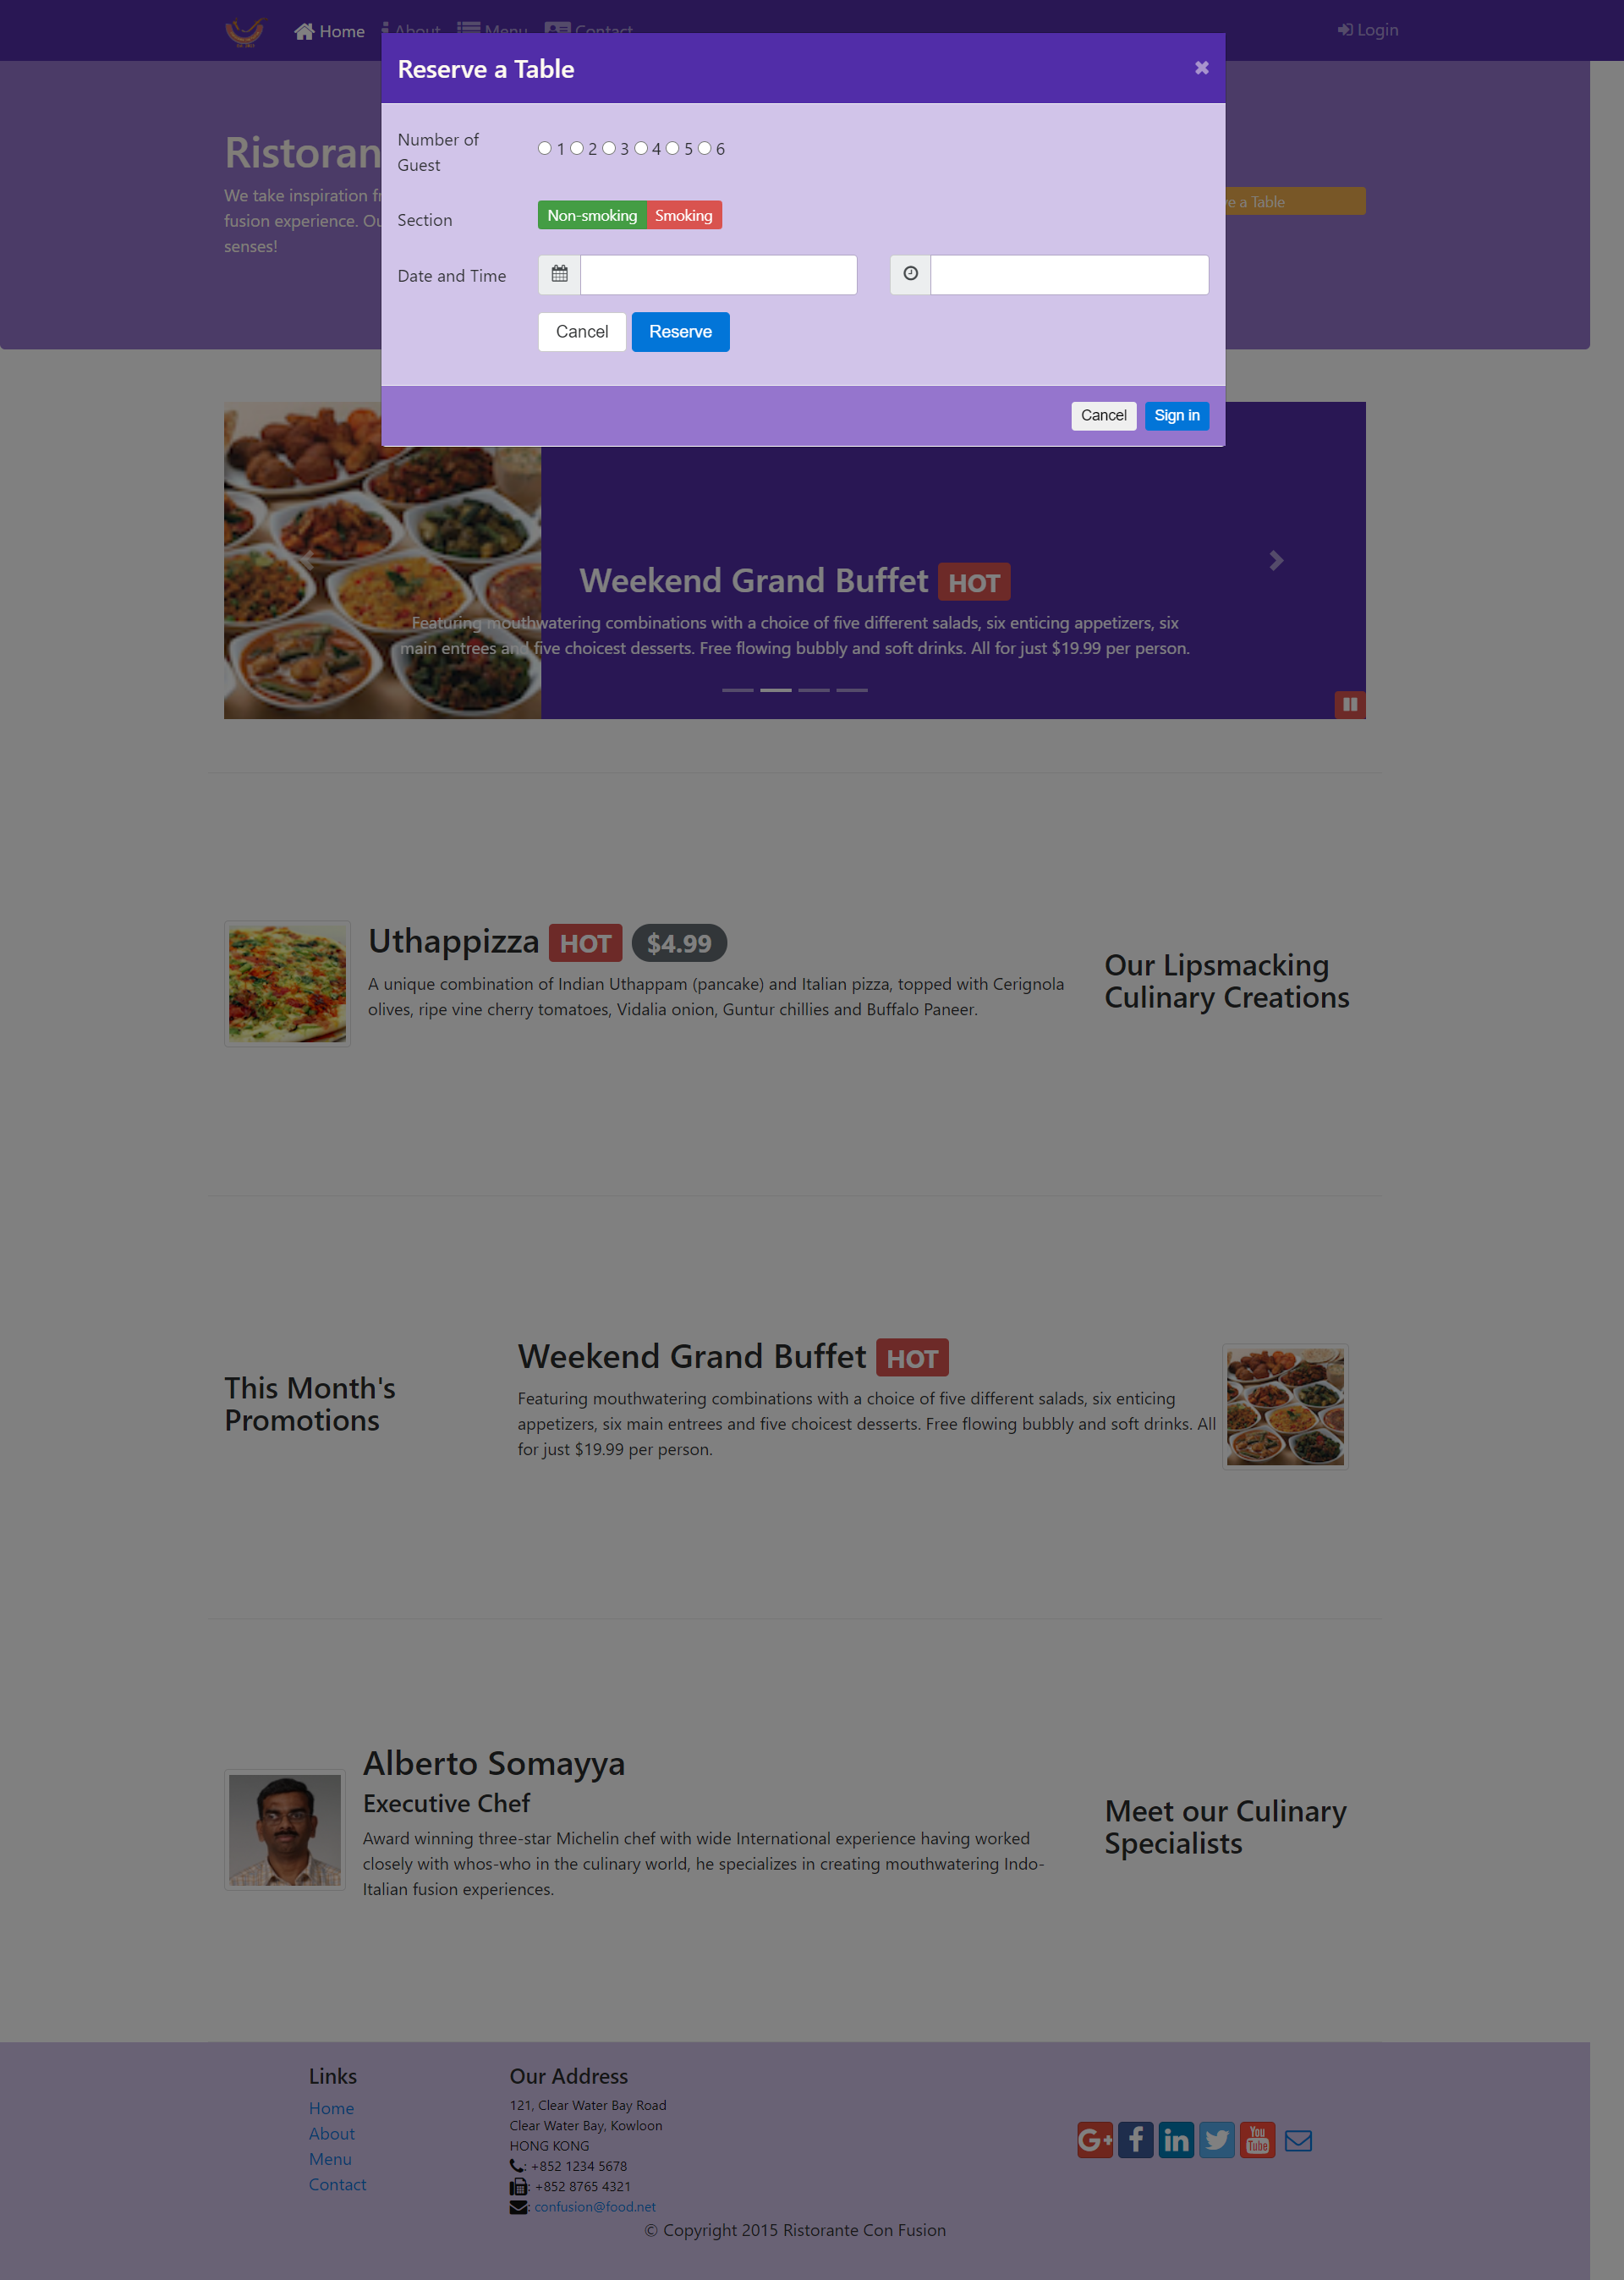 Home About Menu Contact Login
Reserve a Table
Number of
Guest
1 2 3 4 5 6
Section Non-smoking Smoking
Date and Time
Cancel Reserve
Cancel Sign in
Ristoran
We take inspiration
fusion experience.
senses!
a Table
Weekend Grand Buffet HOT
Featuring mouthwatering combinations with a choice of five different salads, six enticing appetizers, six
main entrees and five choicest desserts. Free flowing bubbly and soft drinks. All for just $19.99 per person.
Uthappizza HOT $4.99
A unique combination of Indian Uthappam (pancake) and Italian pizza, topped with Cerignola
olives, ripe vine cherry tomatoes, Vidalia onion, Guntur chillies and Buffalo Paneer.
Our Lipsmacking
Culinary Creations
This Month's
Promotions
Weekend Grand Buffet HOT
Featuring mouthwatering combinations with a choice of five different salads, six enticing
appetizers, six main entrees and five choicest desserts. Free flowing bubbly and soft drinks. All
for just $19.99 per person.
Alberto Somayya
Executive Chef
Award winning three-star Michelin chef with wide International experience having worked
closely with whos-who in the culinary world, he specializes in creating mouthwatering Indo-
Italian fusion experiences.
Meet our Culinary
Specialists
Links
Home
About
Menu
Contact
Our Address
121, Clear Water Bay Road
Clear Water Bay, Kowloon
HONG KONG
: +852 1234 5678
: +852 8765 4321
: confusion@food.net
G+ f in You Tube
© Copyright 2015 Ristorante Con Fusion